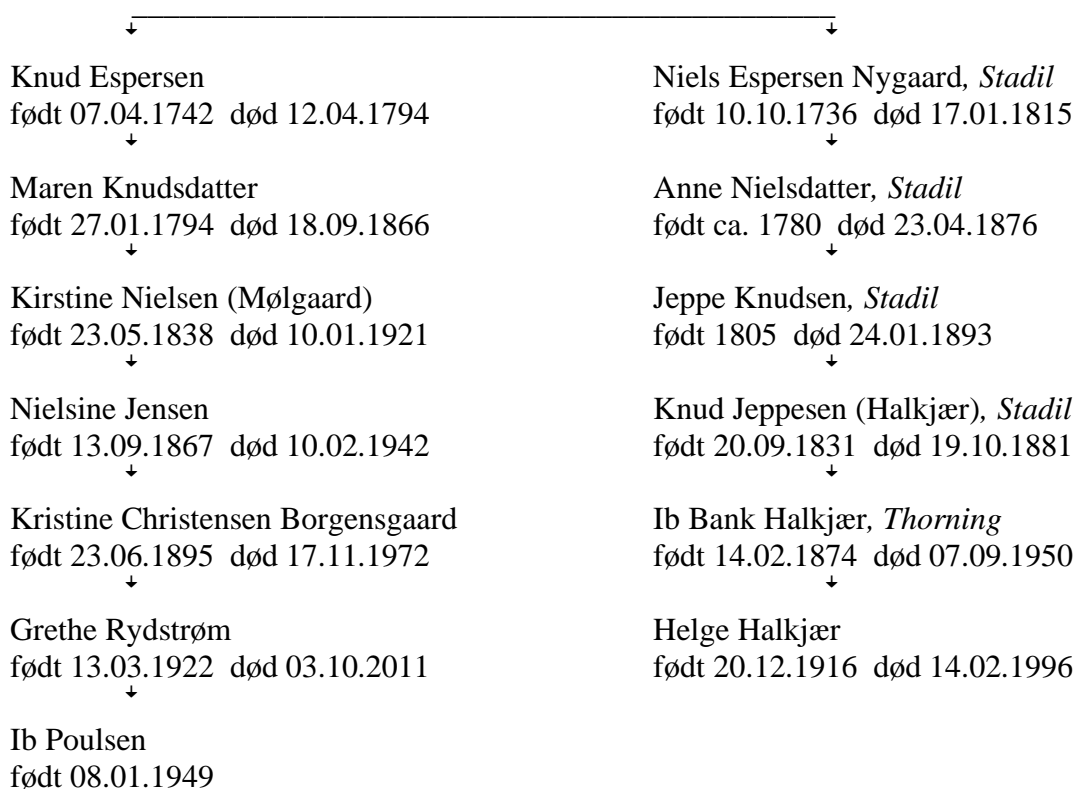 Knud Espersen
født 07.04.1742 død 12.04.1794
Maren Knudsdatter
født 27.01.1794 død 18.09.1866
Kirstine Nielsen (Mølgaard)
født 23.05.1838 død 10.01.1921
Nielsine Jensen
født 13.09.1867 død 10.02.1942
Kristine Christensen Borgensgaard
født 23.06.1895 død 17.11.1972
Grethe Rydstrøm
født 13.03.1922 død 03.10.2011
Ib Poulsen
født 08.01.1949
Niels Espersen Nygaard, Stadil
født 10.10.1736 død 17.01.1815
Anne Nielsdatter, Stadil
født ca. 1780 død 23.04.1876
Jeppe Knudsen, Stadil
født 1805 død 24.01.1893
Knud Jeppesen (Halkjær), Stadil
født 20.09.1831 død 19.10.1881
Ib Bank Halkjær, Thorning
født 14.02.1874 død 07.09.1950
Helge Halkjær
født 20.12.1916 død 14.02.1996